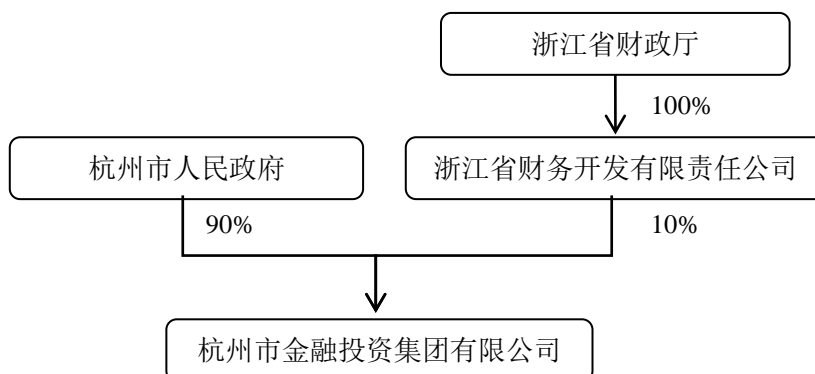 浙江省财政厅
100%
杭州市人民政府
浙江省财务开发有限责任公司
90%
10%
杭州市金融投资集团有限公司